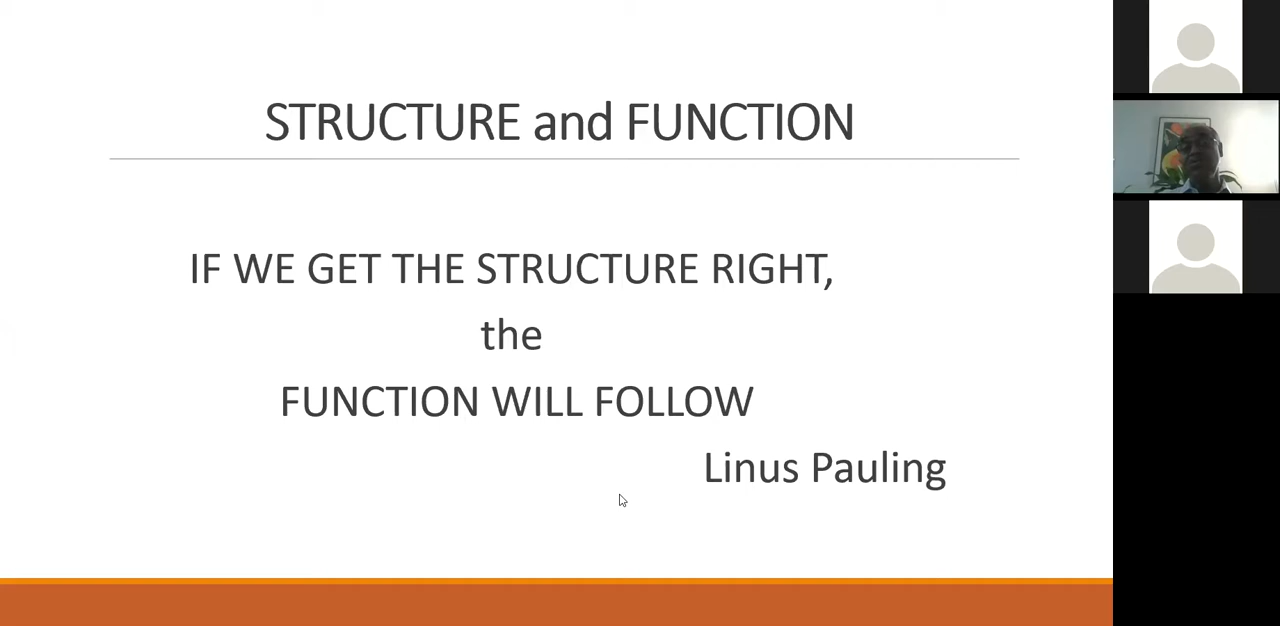 STRUCTURE and FUNCTION
IF WE GET THE STRUCTURE RIGHT,
the
FUNCTION WILL FOLLOW
Linus Pauling